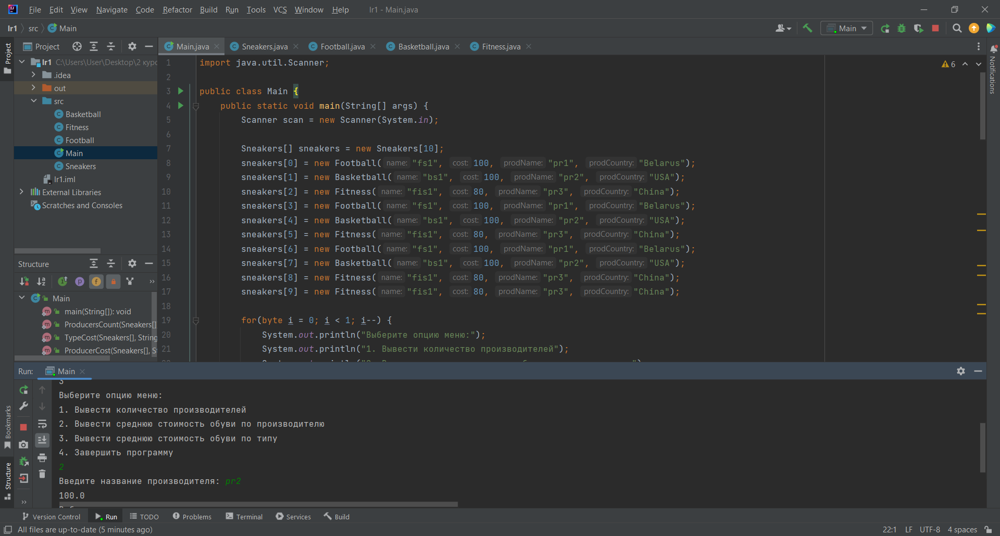 File Edit View Navigate Code Refactor Build Run Tools VCS Window Help lr1 - Main.java
lr1 src Main
Main
Project
Main.java Sneakers.java Football.java Basketball.java Fitness.java
Project
Notifications
lr1 C:\Users\User\Desktop\2 курс
.idea
out
src
Basketball
Fitness
Football
Main
Sneakers
lr1.iml
External Libraries
Scratches and Consoles
6
1 import java.util.Scanner;
2
3 public class Main {
4 public static void main(String[] args) {
5 Scanner scan = new Scanner(System.in);
6
7 Sneakers[] sneakers = new Sneakers[10];
8 sneakers[0] = new Football( name: "fs1", cost: 100, prodName: "pr1", prodCountry: "Belarus");
9 sneakers[1] = new Basketball( name: "bs1", cost: 100, prodName: "pr2", prodCountry: "USA");
10 sneakers[2] = new Fitness( name: "fis1", cost: 80, prodName: "pr3", prodCountry: "China");
11 sneakers[3] = new Football( name: "fs1", cost: 100, prodName: "pr1", prodCountry: "Belarus");
12 sneakers[4] = new Basketball( name: "bs1", cost: 100, prodName: "pr2", prodCountry: "USA");
13 sneakers[5] = new Fitness( name: "fis1", cost: 80, prodName: "pr3", prodCountry: "China");
14 sneakers[6] = new Football( name: "fs1", cost: 100, prodName: "pr1", prodCountry: "Belarus");
15 sneakers[7] = new Basketball( name: "bs1", cost: 100, prodName: "pr2", prodCountry: "USA");
16 sneakers[8] = new Fitness( name: "fis1", cost: 80, prodName: "pr3", prodCountry: "China");
17 sneakers[9] = new Fitness( name: "fis1", cost: 80, prodName: "pr3", prodCountry: "China");
18
19 for(byte i = 0; i < 1; i--) {
20 System.out.println("Выберите опцию меню:");
21 System.out.println("1. Вывести количество производителей");
Structure
Main
main(String[]): void
ProducersCount(Sneakers[]
TypeCost(Sneakers[], String
ProducerCost(Sneakers[], S
Run: Main
3
Выберите опцию меню:
1. Вывести количество производителей
2. Вывести среднюю стоимость обуви по производителю
3. Вывести среднюю стоимость обуви по типу
4. Завершить программу
2
Введите название производителя: pr2
100.0
Bookmarks
Structure
Version Control Run TODO Problems Terminal Services Build
All files are up-to-date (5 minutes ago) 22:1 LF UTF-8 4 spaces